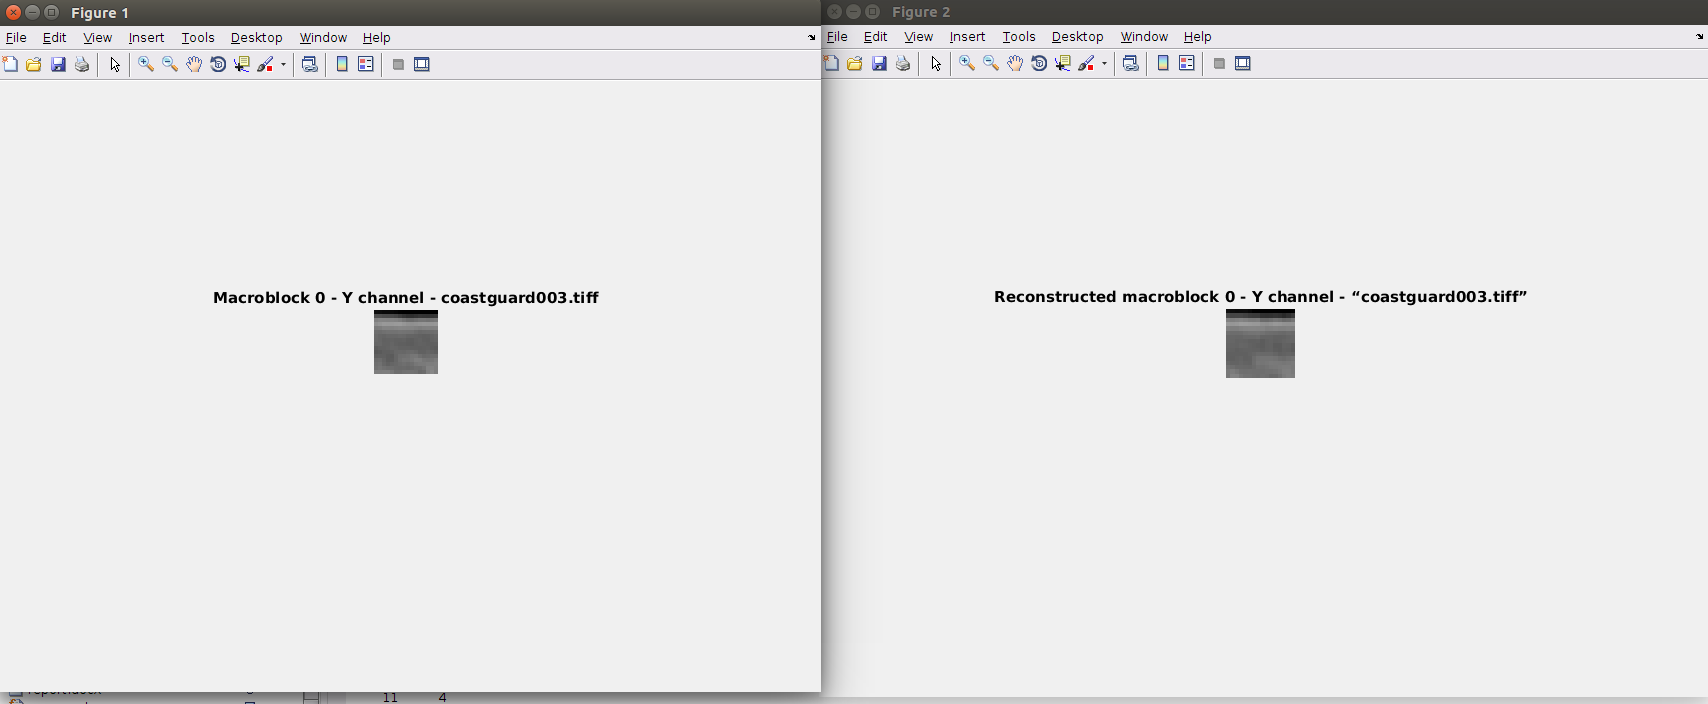 Figure 1
File Edit View Insert Tools Desktop Window Help
Macroblock 0 - Y channel - coastguard003.tiff
Figure 2
File Edit View Insert Tools Desktop Window Help
Reconstructed macroblock 0 - Y channel - “coastguard003.tiff”
11 4